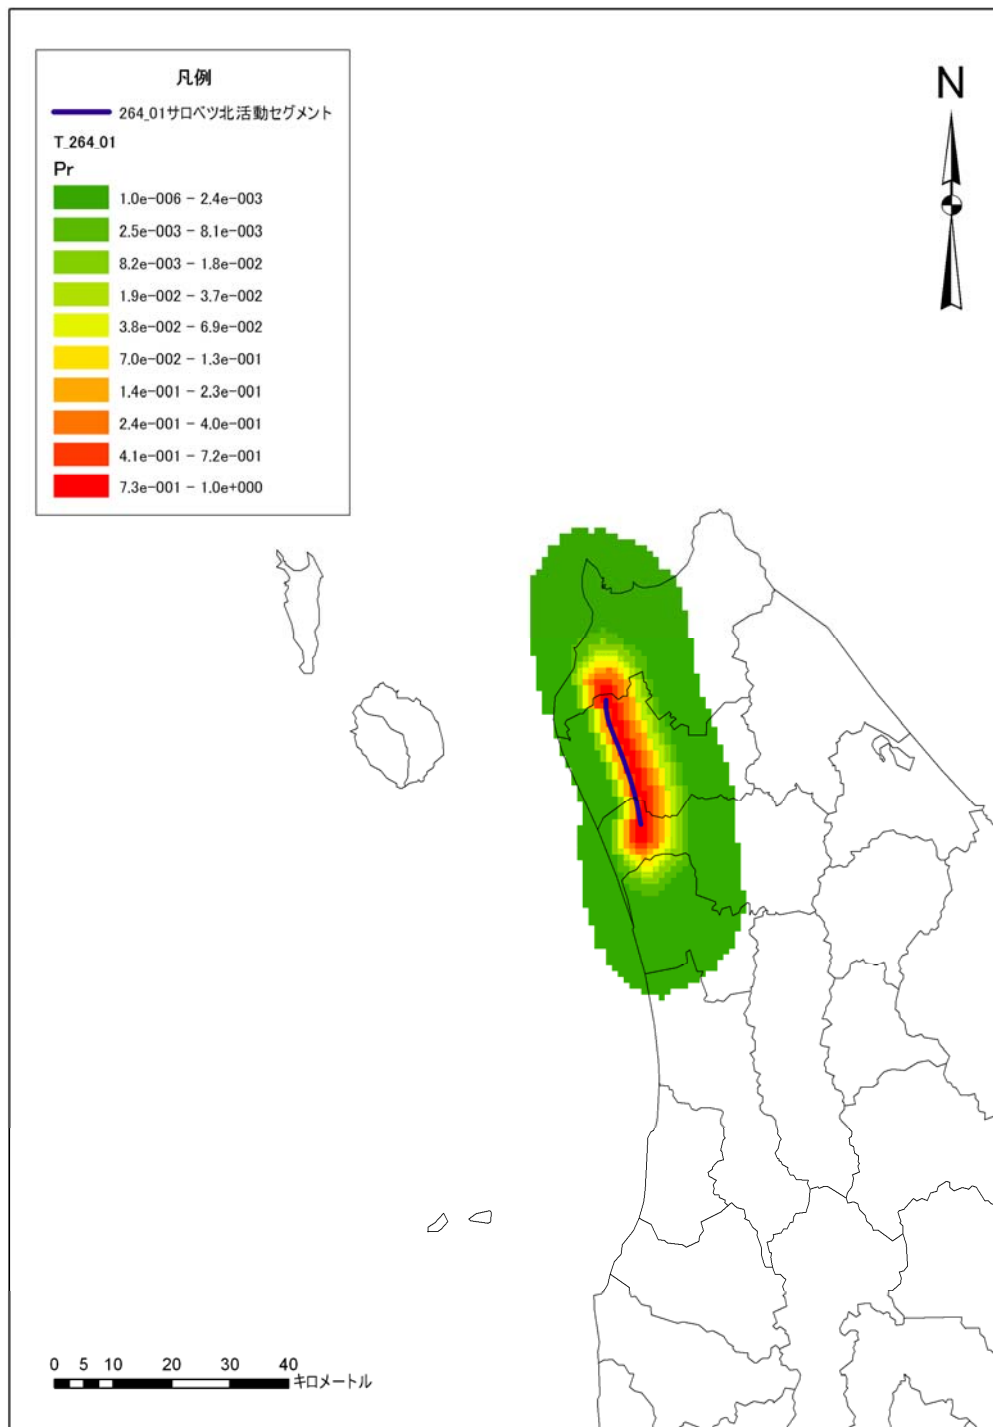 凡例
264_01サロベツ北活動セグメント
T_264_01
Pr
1.0e-006 - 2.4e-003
2.5e-003 - 8.1e-003
8.2e-003 - 1.8e-002
1.9e-002 - 3.7e-002
3.8e-002 - 6.9e-002
7.0e-002 - 1.3e-001
1.4e-001 - 2.3e-001
2.4e-001 - 4.0e-001
4.1e-001 - 7.2e-001
7.3e-001 - 1.0e+000
N
0 5 10 20 30 40
キロメートル